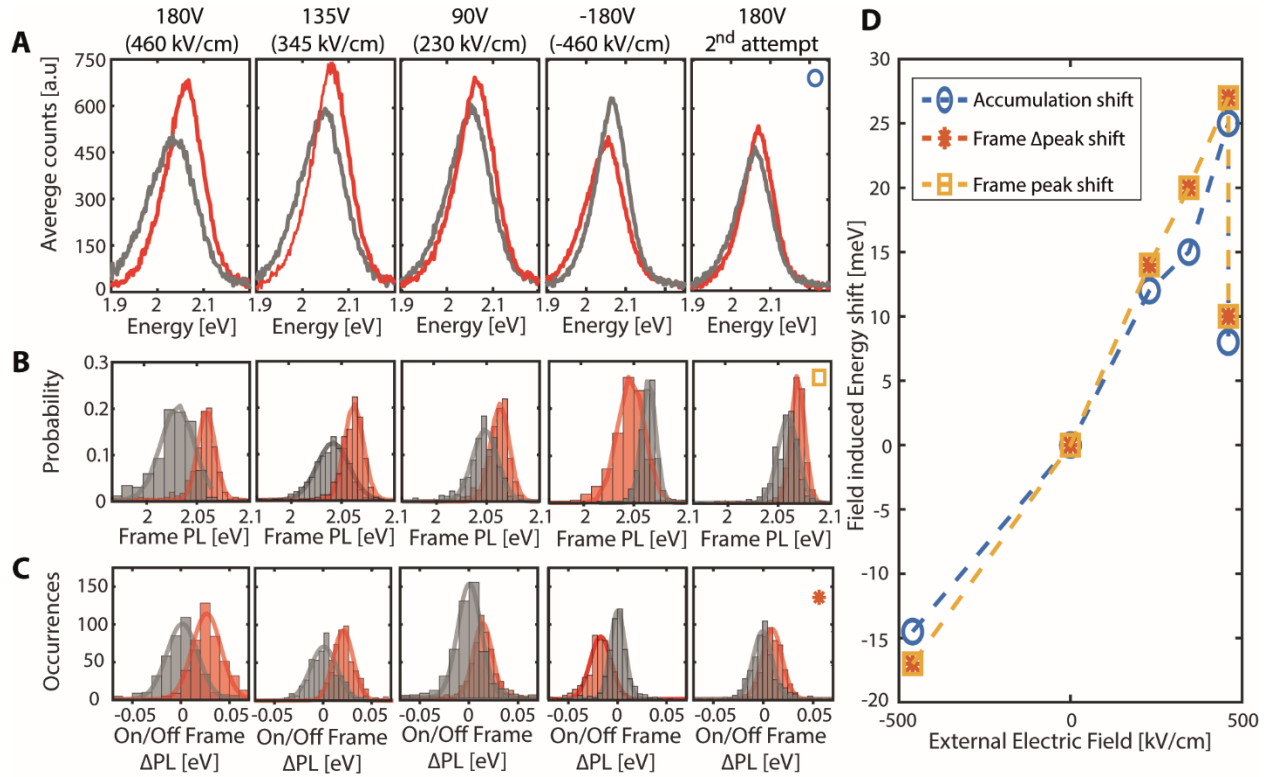 180V 135V 90V -180V 180V
(460 kV/cm) (345 kV/cm) (230 kV/cm) (-460 kV/cm) 2nd attempt
A
750
600
450
300
150
0
Averege counts [a.u]
1.9 2 2.1 1.9 2 2.1 1.9 2 2.1 1.9 2 2.1 1.9 2 2.1
Energy [eV] Energy [eV] Energy [eV] Energy [eV] Energy [eV]
B
0.3
0.2
0.1
0
Probability
2 2.05 2.1 2 2.05 2.1 2 2.05 2.1 2 2.05 2.1 2 2.05 2.1
Frame PL [eV] Frame PL [eV] Frame PL [eV] Frame PL [eV] Frame PL [eV]
C
150
100
50
0
Occurrences
-0.05 0 0.05 -0.05 0 0.05 -0.05 0 0.05 -0.05 0 0.05 -0.05 0 0.05
On/Off Frame On/Off Frame On/Off Frame On/Off Frame On/Off Frame
ΔPL [eV] ΔPL [eV] ΔPL [eV] ΔPL [eV] ΔPL [eV]
D
30
25
20
15
10
5
0
-5
-10
-15
-20
Field induced Energy shift [meV]
Accumulation shift
Frame Δpeak shift
Frame peak shift
-500 0 500
External Electric Field [kV/cm]